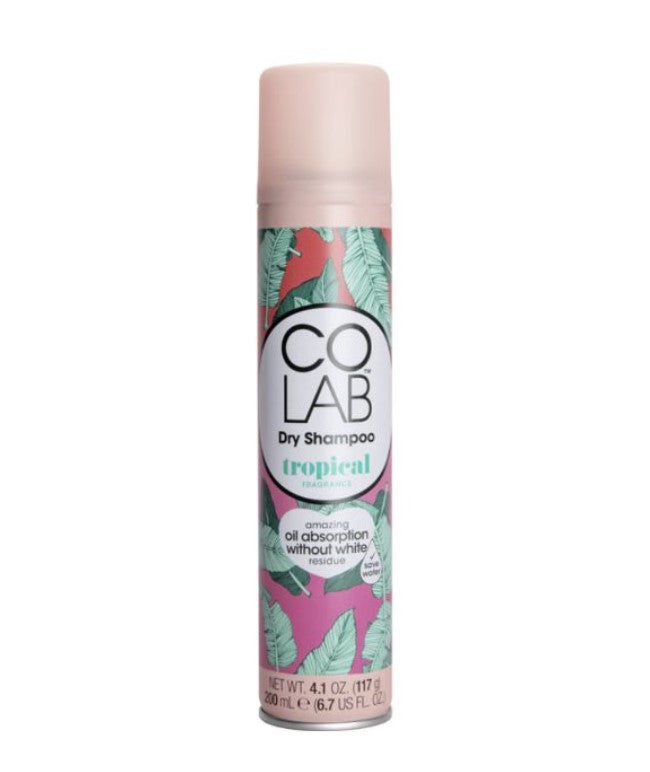 CO
LAB™
Dry Shampoo
tropical
FRAGRANCE
amazing
oil absorption
without white
residue
✓
save
water
NET WT. 4.1 OZ. (117 g)
200 mL ℮ (6.7 US FL. OZ.)